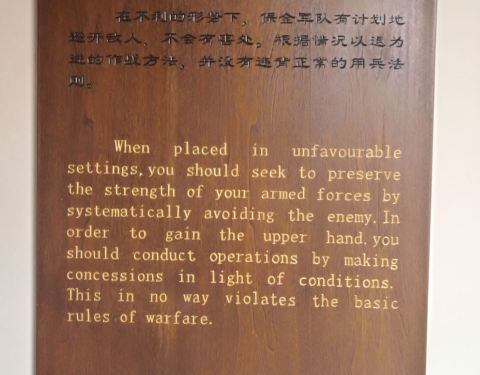 在不利的形势下，保全军队有计划地
避开敌人，不会有害处。根据情况以退为
进的作战方法，并没有违背正常的用兵法
则。
When placed in unfavourable
settings,you should seek to preserve
the strength of your armed forces by
systematically avoiding the enemy.In
order to gain the upper hand.you
should conduct operations by making
concessions in light of conditions.
This in no way violates the basic
rules of warfare.